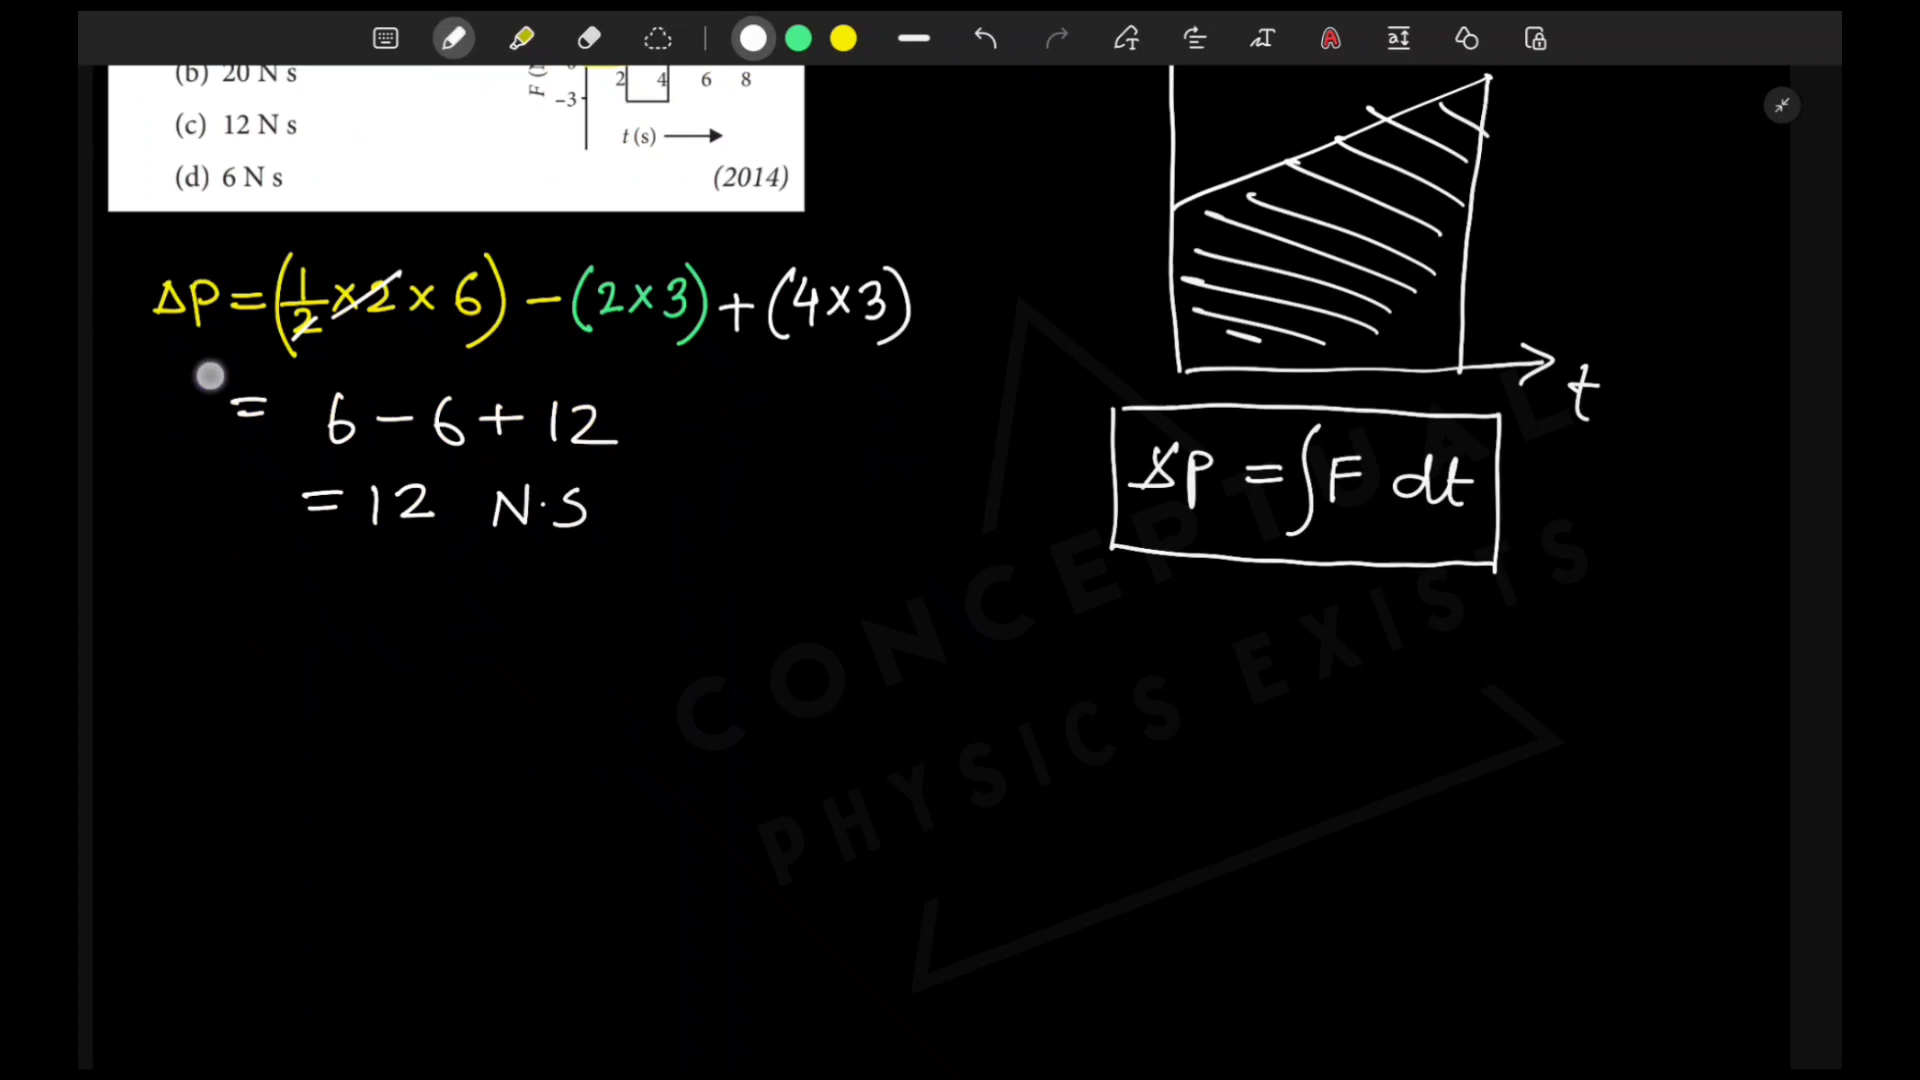 (b) 20 N s
(c) 12 N s
(d) 6 N s
2 4 6 8
-3
t (s)
(2014)
ΔP = (1/2 × 2 × 6) - (2 × 3) + (4 × 3)
= 6 - 6 + 12
= 12 N·S
t
ΔP = ∫ F dt
CONCEPTUAL
PHYSICS EXISTS